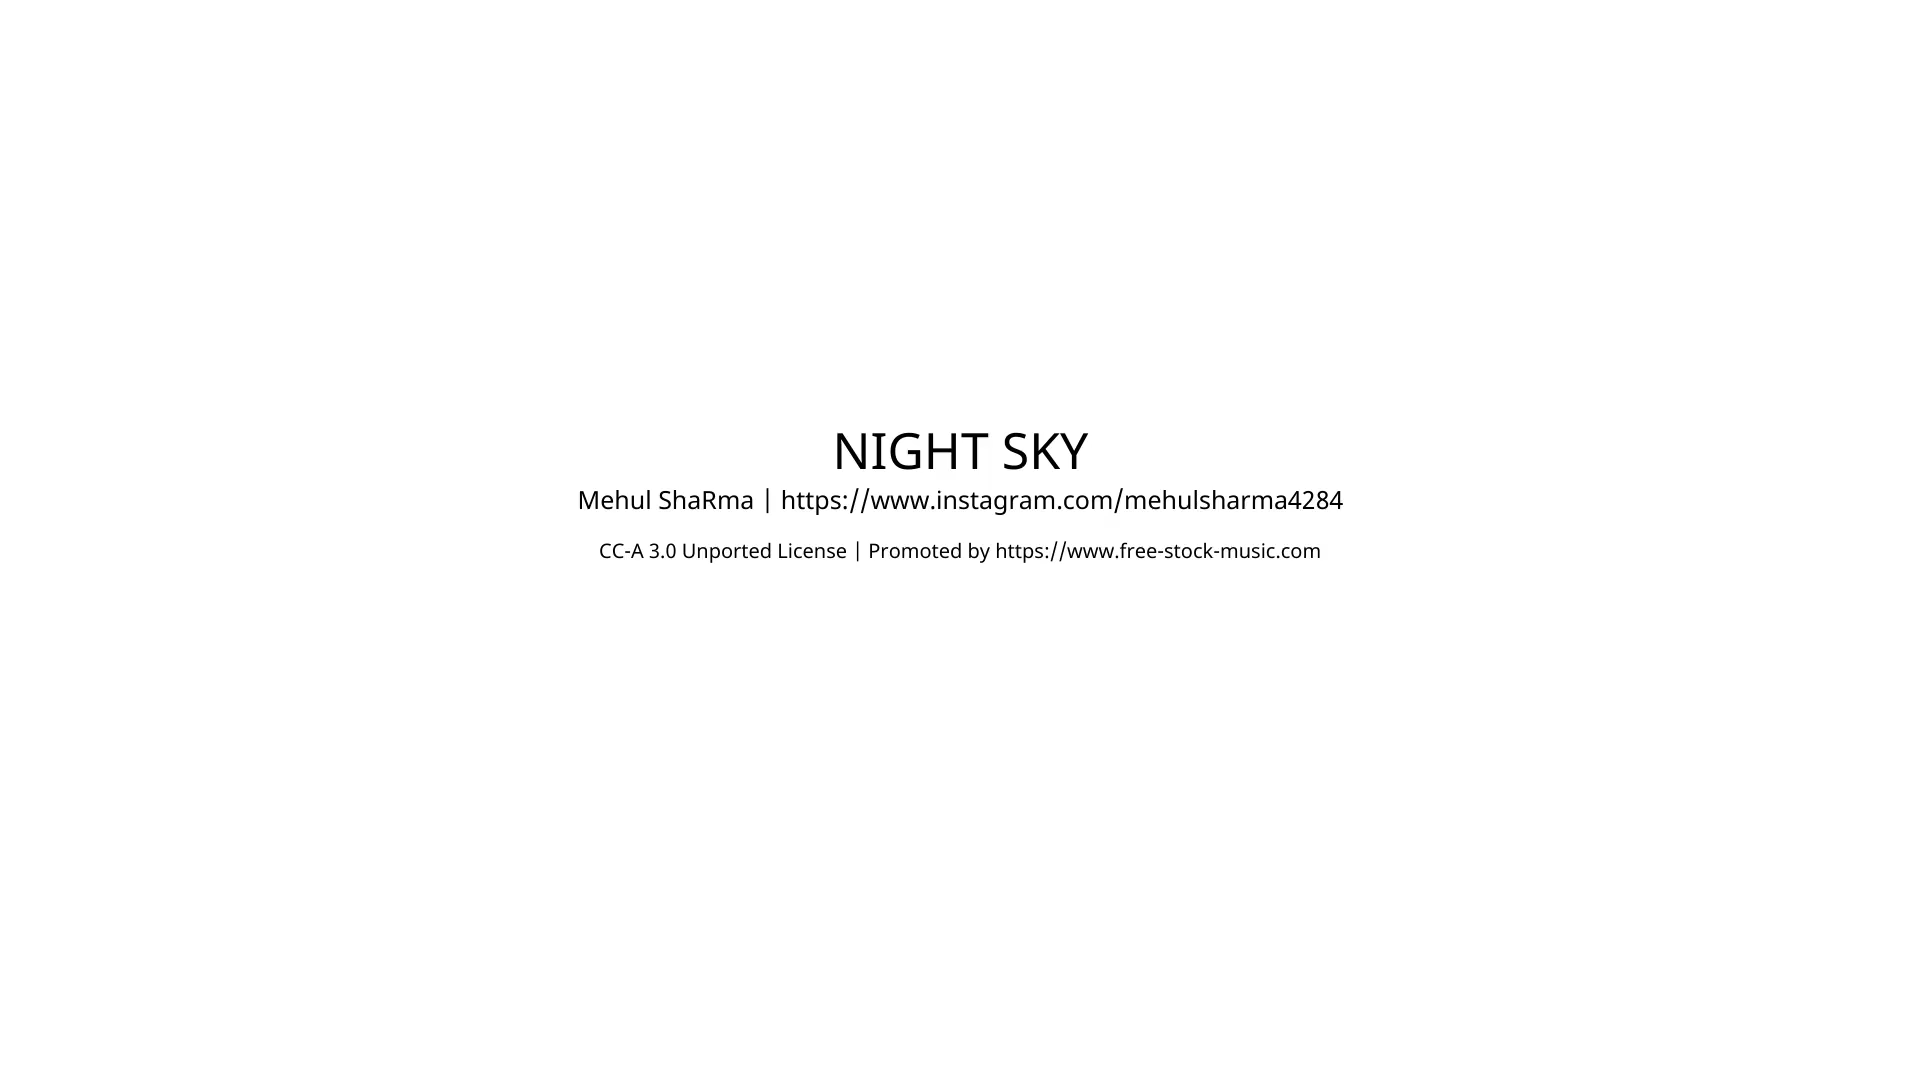 NIGHT SKY
Mehul ShaRma | https://www.instagram.com/mehulsharma4284
CC-A 3.0 Unported License | Promoted by https://www.free-stock-music.com